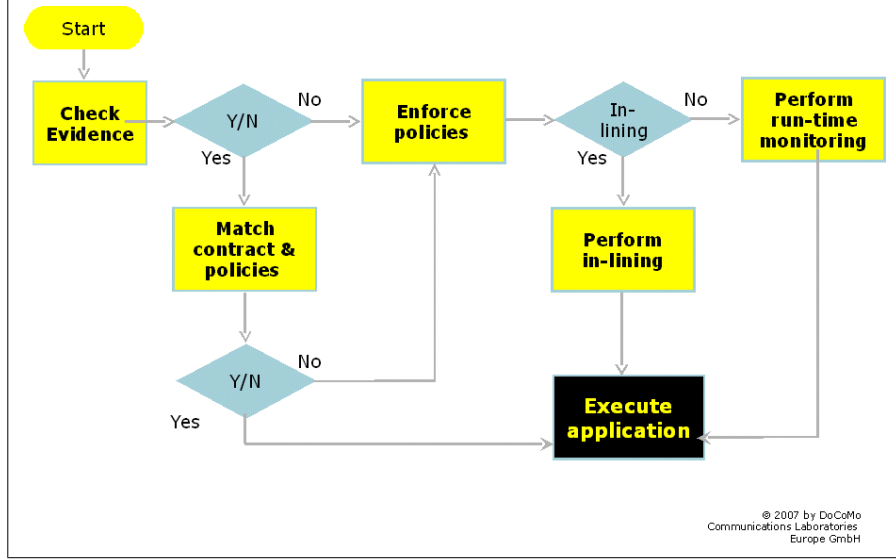 Start
Check
Evidence
Y/N
No
Yes
Enforce
policies
In-
lining
No
Yes
Perform
run-time
monitoring
Match
contract &
policies
Perform
in-lining
Y/N
No
Yes
Execute
application
© 2007 by DoCoMo
Communications Laboratories
Europe GmbH